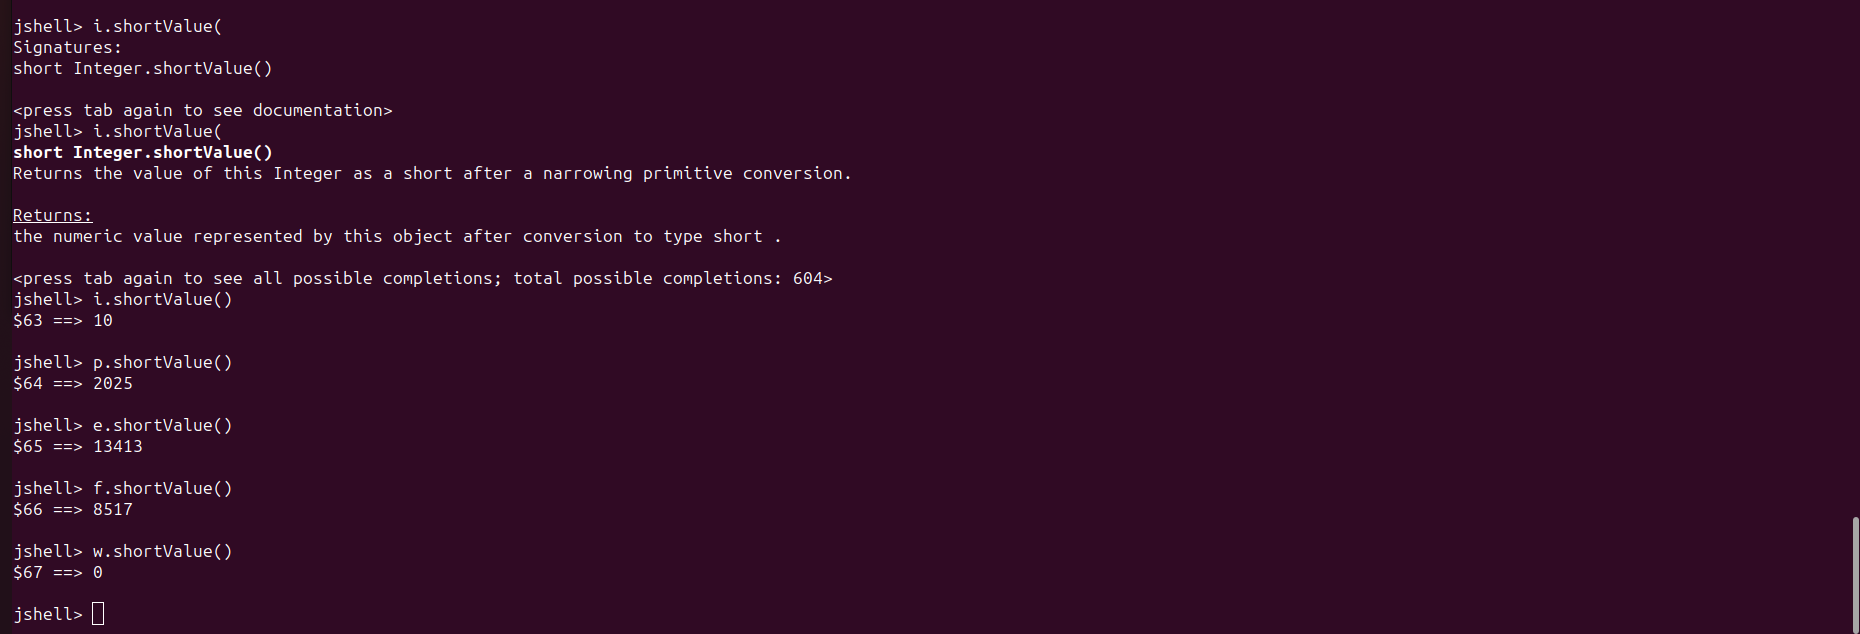 jshell> i.shortValue(
Signatures:
short Integer.shortValue()
<press tab again to see documentation>
jshell> i.shortValue(
short Integer.shortValue()
Returns the value of this Integer as a short after a narrowing primitive conversion.
Returns:
the numeric value represented by this object after conversion to type short .
<press tab again to see all possible completions; total possible completions: 604>
jshell> i.shortValue()
$63 ==> 10
jshell> p.shortValue()
$64 ==> 2025
jshell> e.shortValue()
$65 ==> 13413
jshell> f.shortValue()
$66 ==> 8517
jshell> w.shortValue()
$67 ==> 0
jshell>